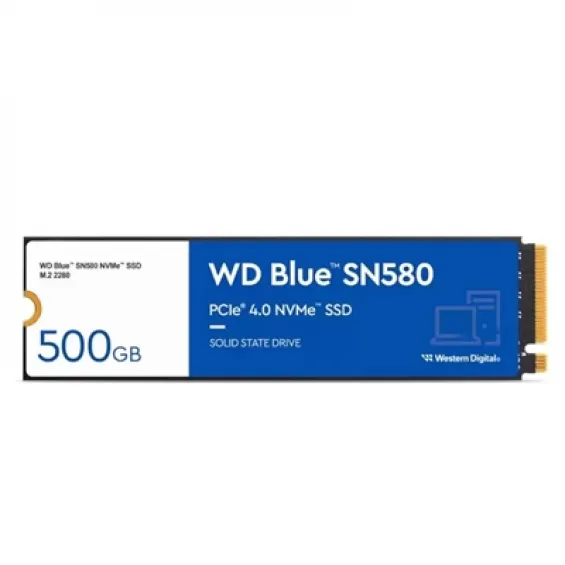 WD Blue™ SN580 NVMe™ SSD
M.2 2280
500GB
WD Blue™ SN580
PCIe® 4.0 NVMe™ SSD
SOLID STATE DRIVE
Western Digital®